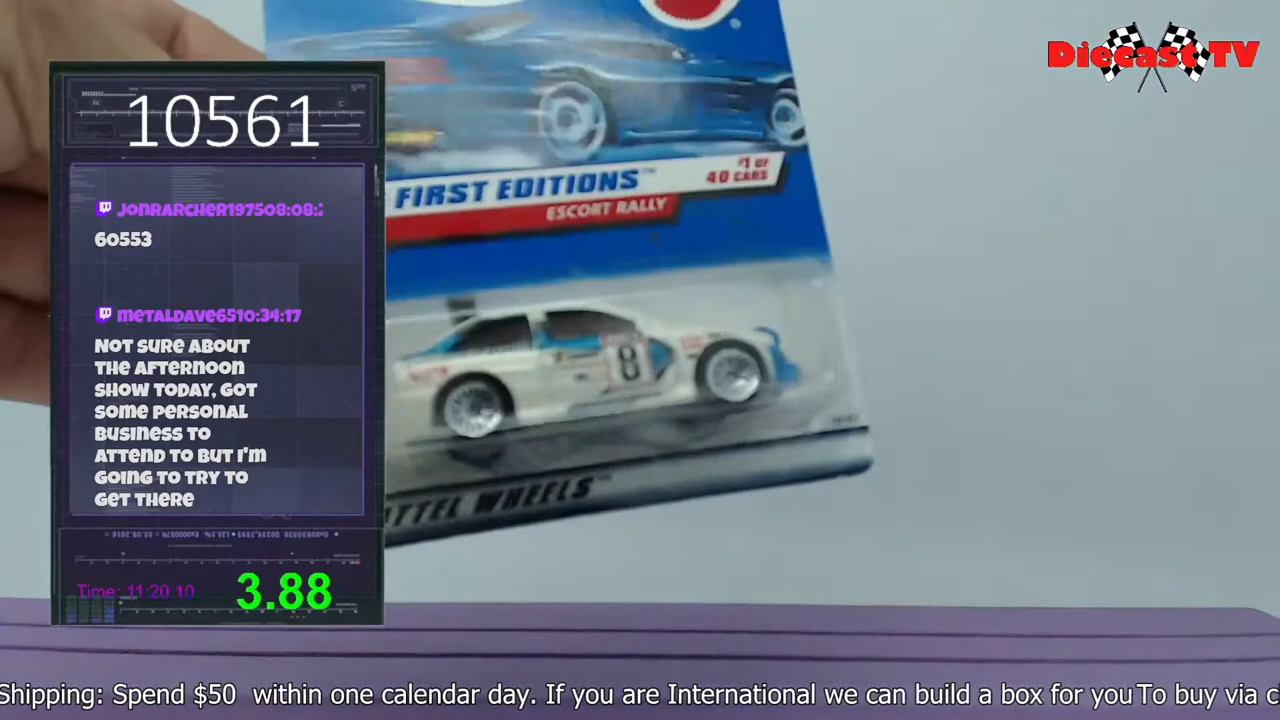 Diecast TV
10561
#1 OF
40 CARS
FIRST EDITIONS™
ESCORT RALLY
jonrarcher197508:08:
60553
metaldave6510:34:17
Not sure about
the afternoon
show today, got
some personal
business to
attend to but I'm
going to try to
get there
8
TTEL WHEELS™
Time: 11:20:10
3.88
Shipping: Spend $50 within one calendar day. If you are International we can build a box for you To buy via c